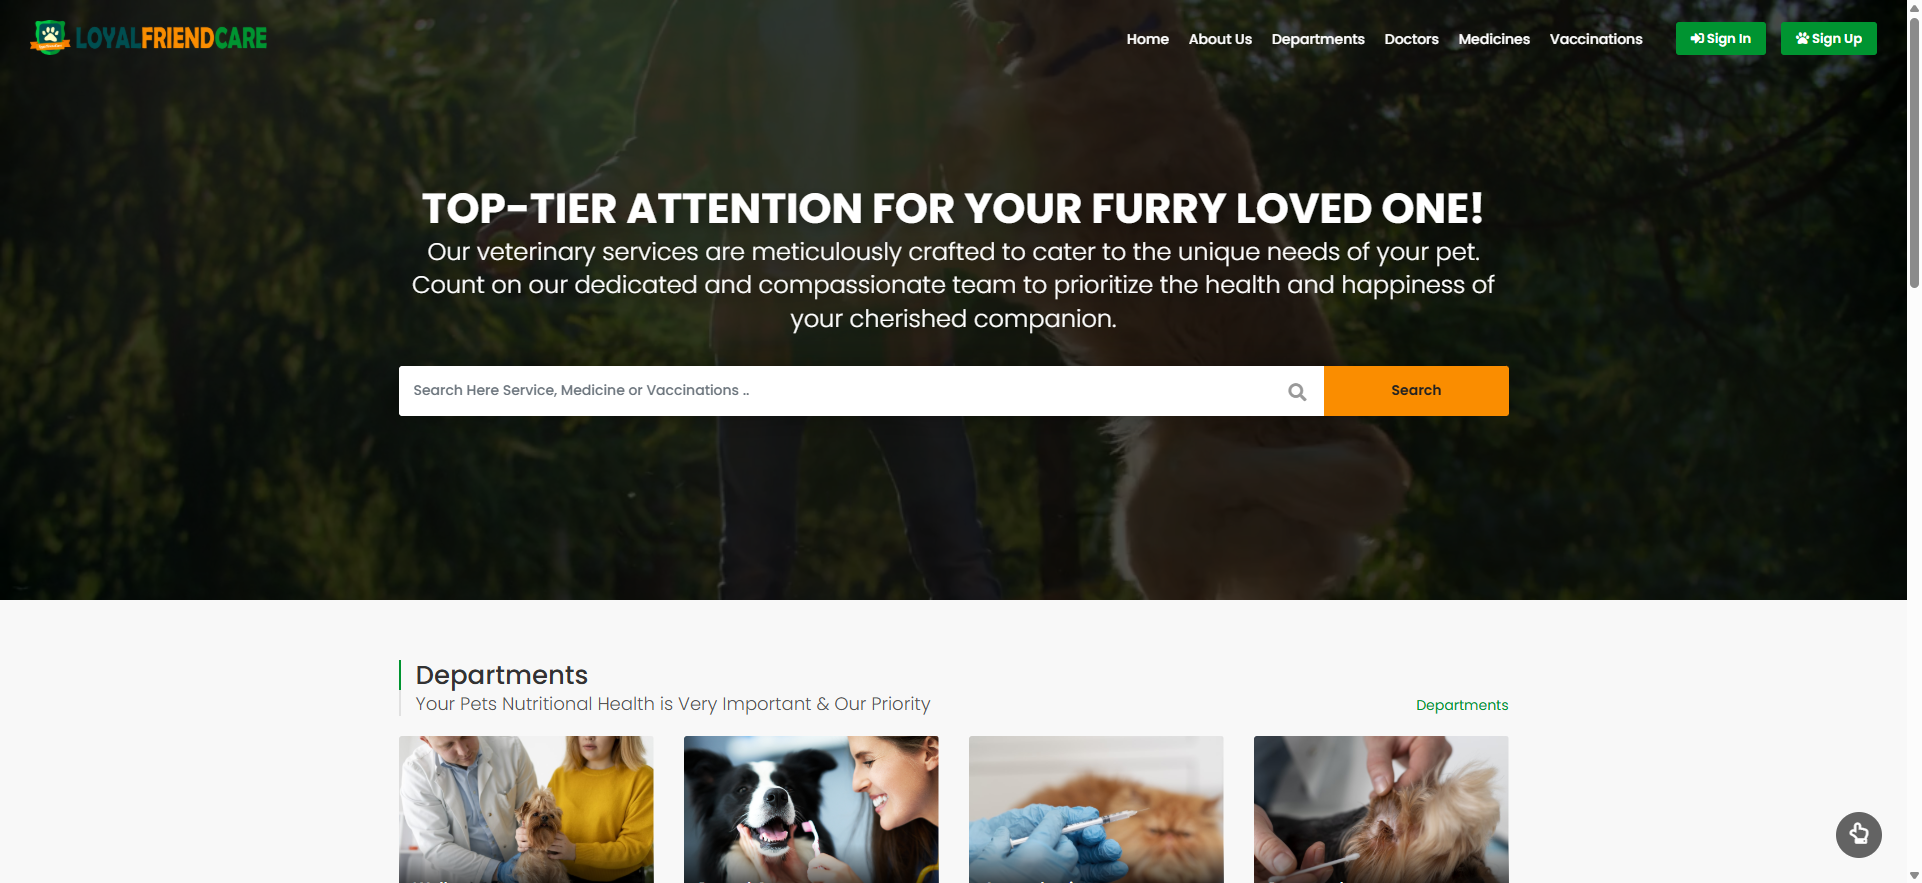 LOYALFRIENDCARE
Home About Us Departments Doctors Medicines Vaccinations Sign In Sign Up
TOP-TIER ATTENTION FOR YOUR FURRY LOVED ONE!
Our veterinary services are meticulously crafted to cater to the unique needs of your pet.
Count on our dedicated and compassionate team to prioritize the health and happiness of
your cherished companion.
Search Here Service, Medicine or Vaccinations ..
Search
Departments
Your Pets Nutritional Health is Very Important & Our Priority
Departments